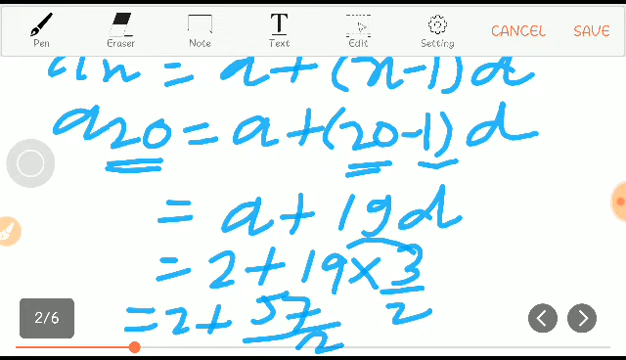 Pen Eraser Note Text Edit Setting CANCEL SAVE
an = a + (n-1)d
a20 = a + (20-1)d
= a + 19d
= 2 + 19 × 3/2
= 2 + 57/2
2/6